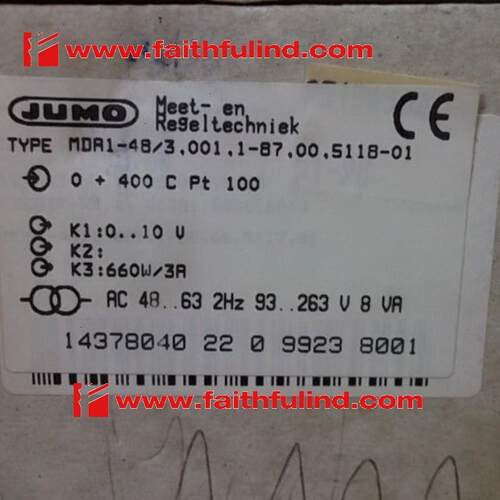 www.faithfulind.com
JUMO Meet- en
Regeltechniek
TYPE MDA1-48/3,001,1-87,00,5118-01
0 + 400 C Pt 100
K1:0..10 V
K2:
K3:660W/3A
AC 48..63 2Hz 93..263 V 8 VA
14378040 22 0 9923 8001
www.faithfulind.com